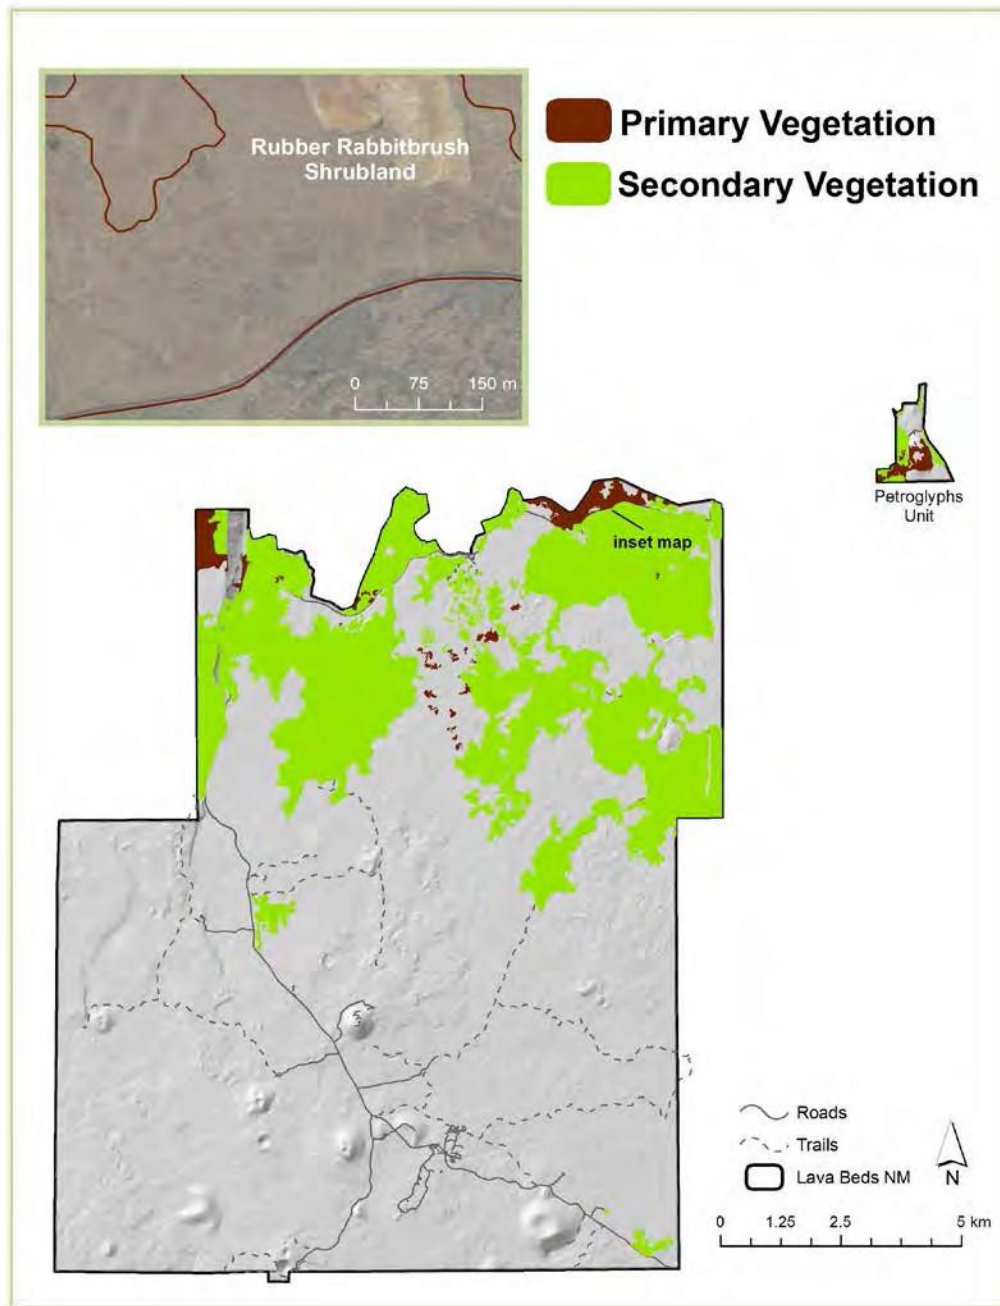 Rubber Rabbitbrush
Shrubland
0 75 150 m
Primary Vegetation
Secondary Vegetation
Petroglyphs
Unit
inset map
Roads
Trails
Lava Beds NM
N
0 1.25 2.5 5 km